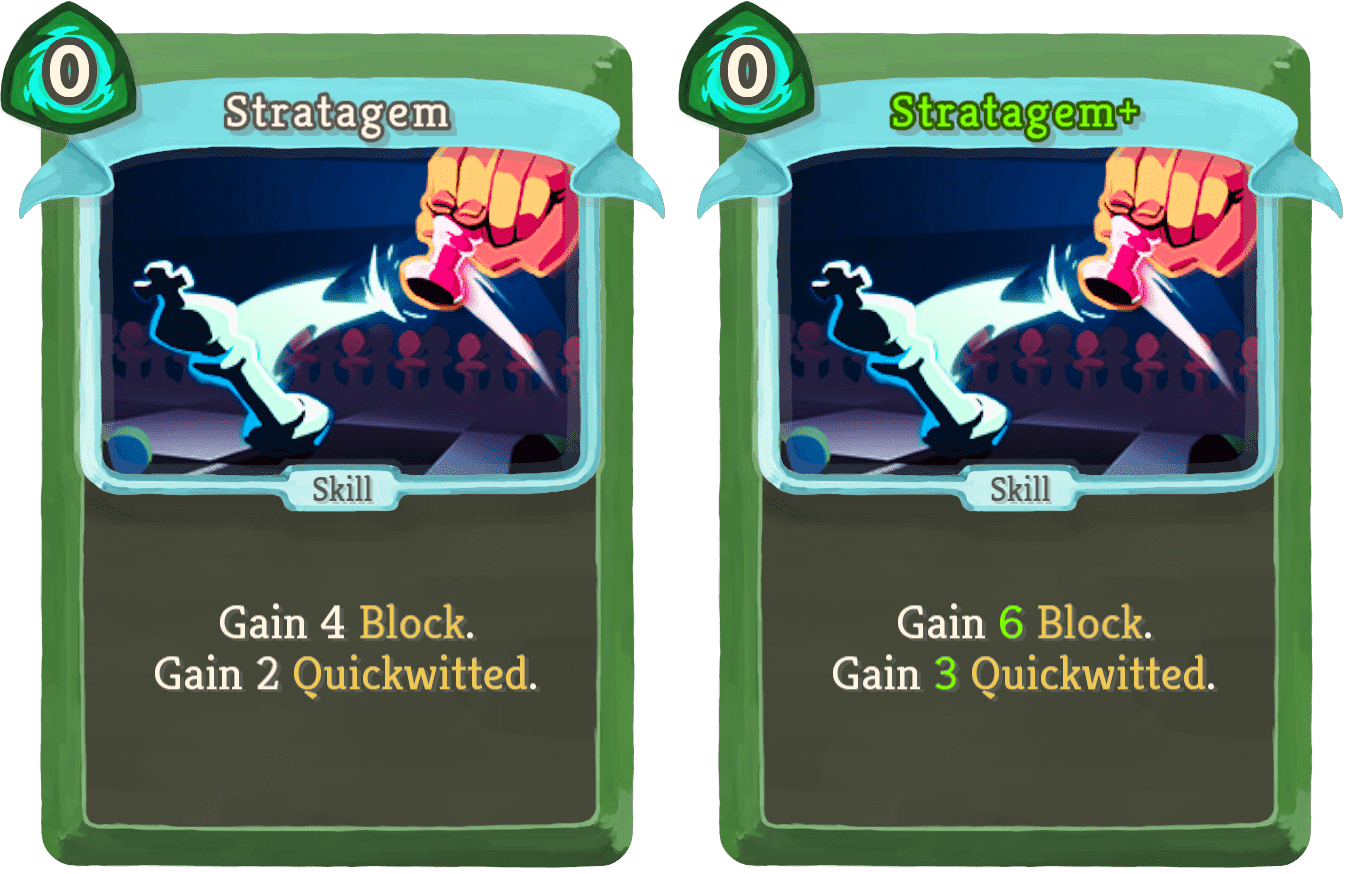 0
Stratagem
Skill
Gain 4 Block.
Gain 2 Quickwitted.
0
Stratagem+
Skill
Gain 6 Block.
Gain 3 Quickwitted.